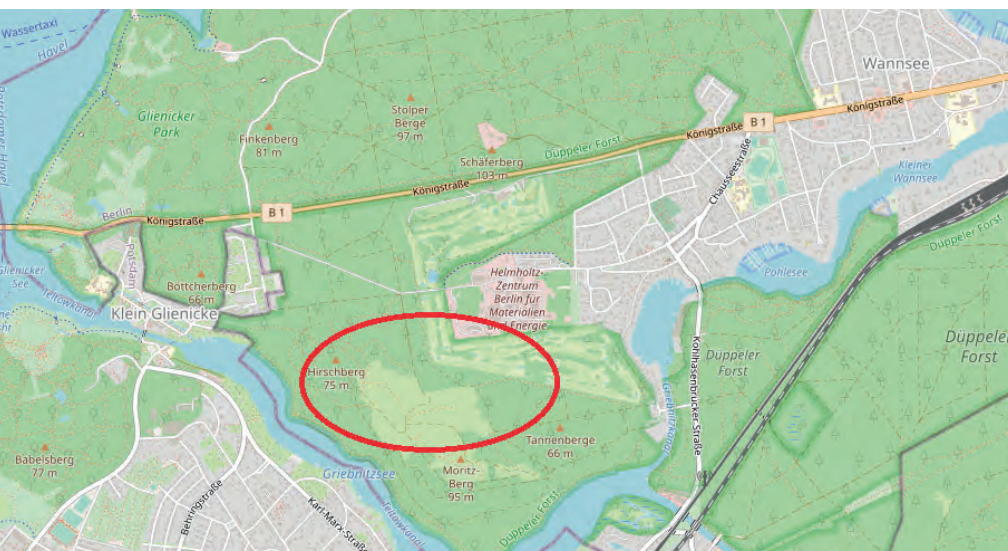 Wassertaxi
Havel
Potsdamer Havel
Glienicker
Park
Finkenberg
81 m
Stolper
Berge
97 m
Schäferberg
103 m
Düppeler Forst
Königstraße
B 1
Königstraße
Wannsee
Königstraße
Chausseestraße
Kleiner
Wannsee
Düppeler Forst
Königstraße
B 1
Königstraße
Berlin
Potsdam
Glienicker
See
Teltowkanal
Böttcherberg
66 m
Klein Glienicke
Helmholtz-
Zentrum
Berlin für
Materialien
und Energie
Pohlesee
Hirschberg
75 m
Düppeler
Forst
Düppeler
Forst
Kohlhasenbrücker Straße
Griebnitzkanal
Tannenberge
66 m
Moritz-
Berg
95 m
Griebnitzsee
Babelsberg
77 m
Behringstraße
Karl-Marx-Straße
Teltowkanal
Düppeler Forst